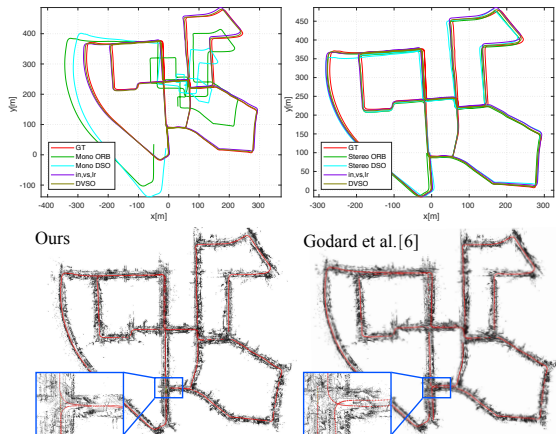 400
300
200
100
0
-100
y[m]
-400
-300
-200
-100
0
100
200
300
x[m]
GT
Mono ORB
Mono DSO
in,vs,lr
DVSO
450
400
350
300
250
200
150
100
50
0
y[m]
-300
-200
-100
0
100
200
300
x[m]
GT
Stereo ORB
Stereo DSO
in,vs,lr
DVSO
Ours
Godard et al.[6]